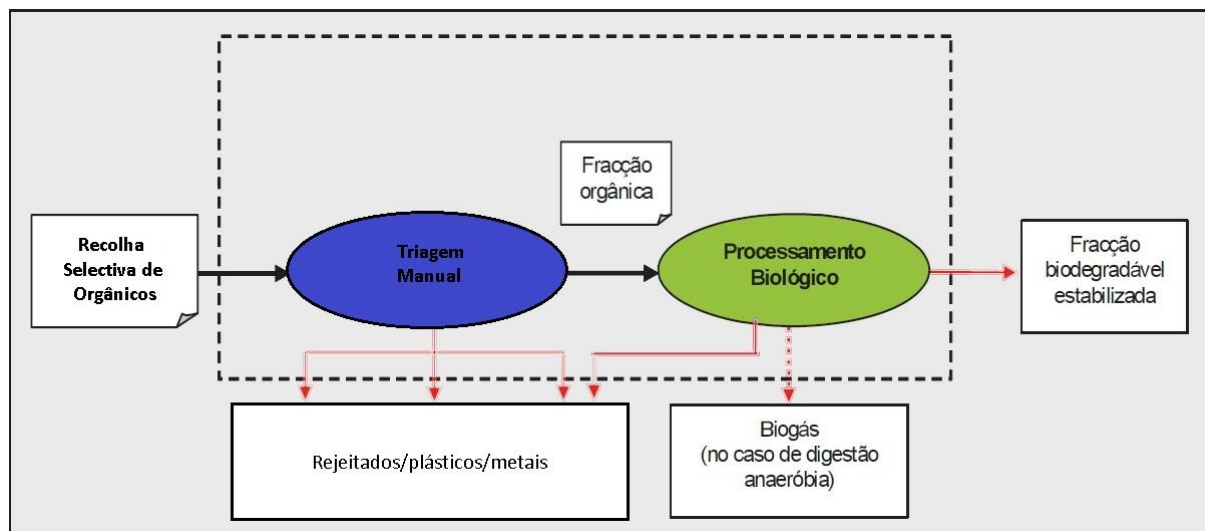 Recolha
Selectiva de
Orgânicos
Triagem
Manual
Fracção
orgânica
Processamento
Biológico
Fracção
biodegradável
estabilizada
Rejeitados/plásticos/metais
Biogás
(no caso de digestão
anaeróbia)